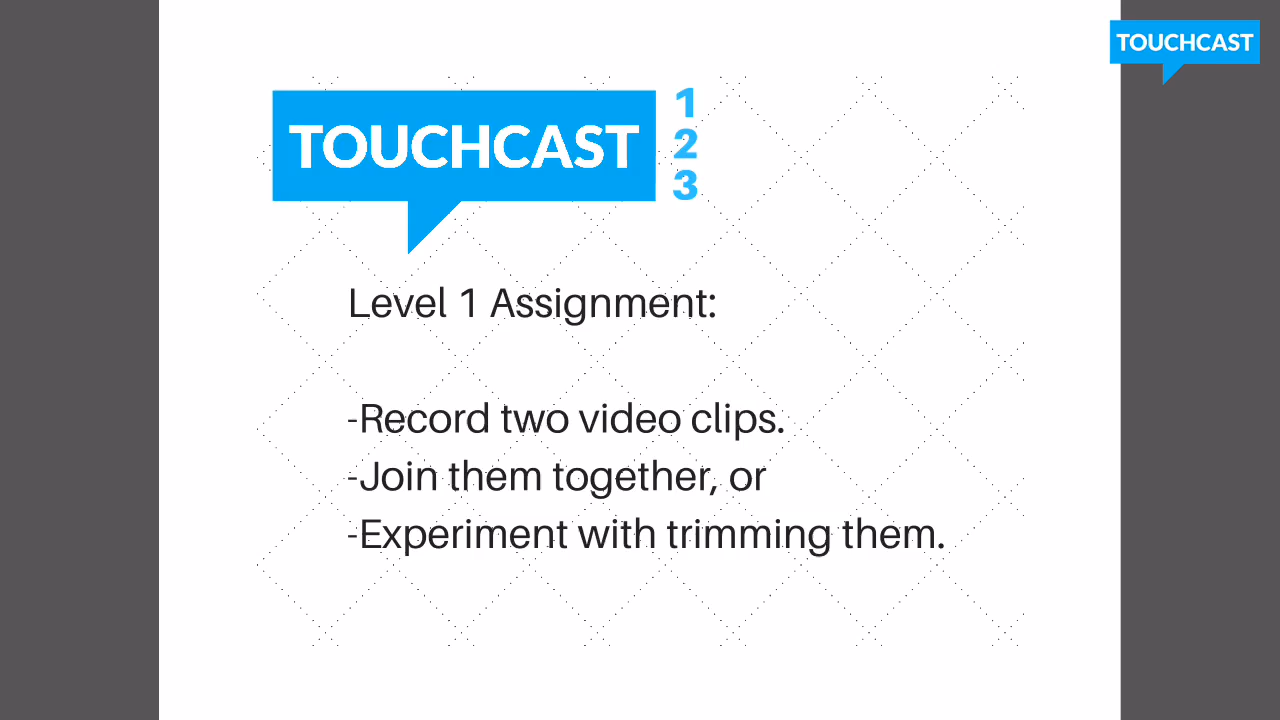 TOUCHCAST
TOUCHCAST
1
2
3
Level 1 Assignment:
-Record two video clips.
-Join them together, or
-Experiment with trimming them.